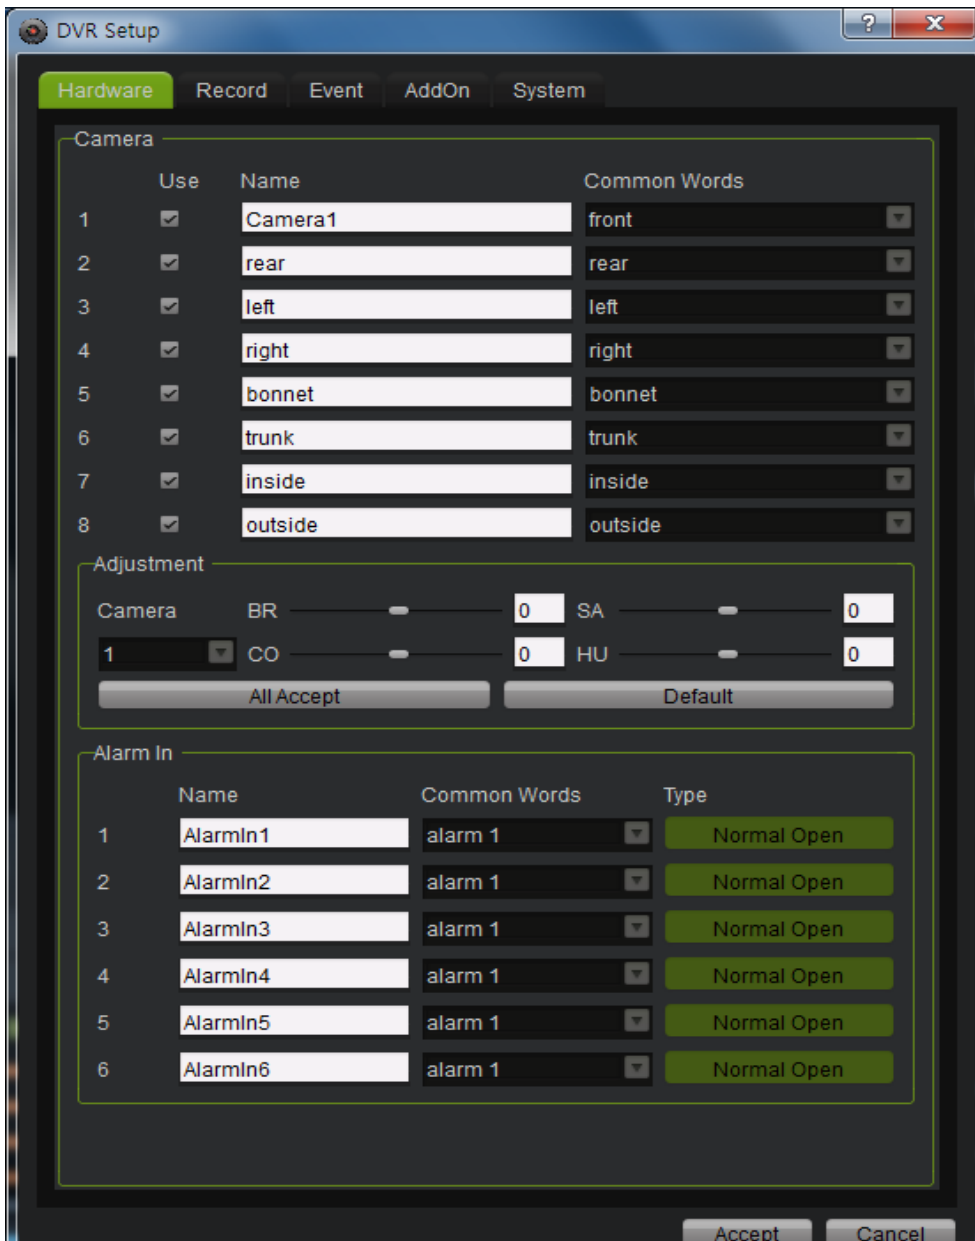 DVR Setup ? X
Hardware Record Event AddOn System
Camera
Use Name Common Words
1 Camera1 front
2 rear rear
3 left left
4 right right
5 bonnet bonnet
6 trunk trunk
7 inside inside
8 outside outside
Adjustment
Camera BR 0 SA 0
1 CO 0 HU 0
All Accept Default
Alarm In
Name Common Words Type
1 AlarmIn1 alarm 1 Normal Open
2 AlarmIn2 alarm 1 Normal Open
3 AlarmIn3 alarm 1 Normal Open
4 AlarmIn4 alarm 1 Normal Open
5 AlarmIn5 alarm 1 Normal Open
6 AlarmIn6 alarm 1 Normal Open
Accept Cancel